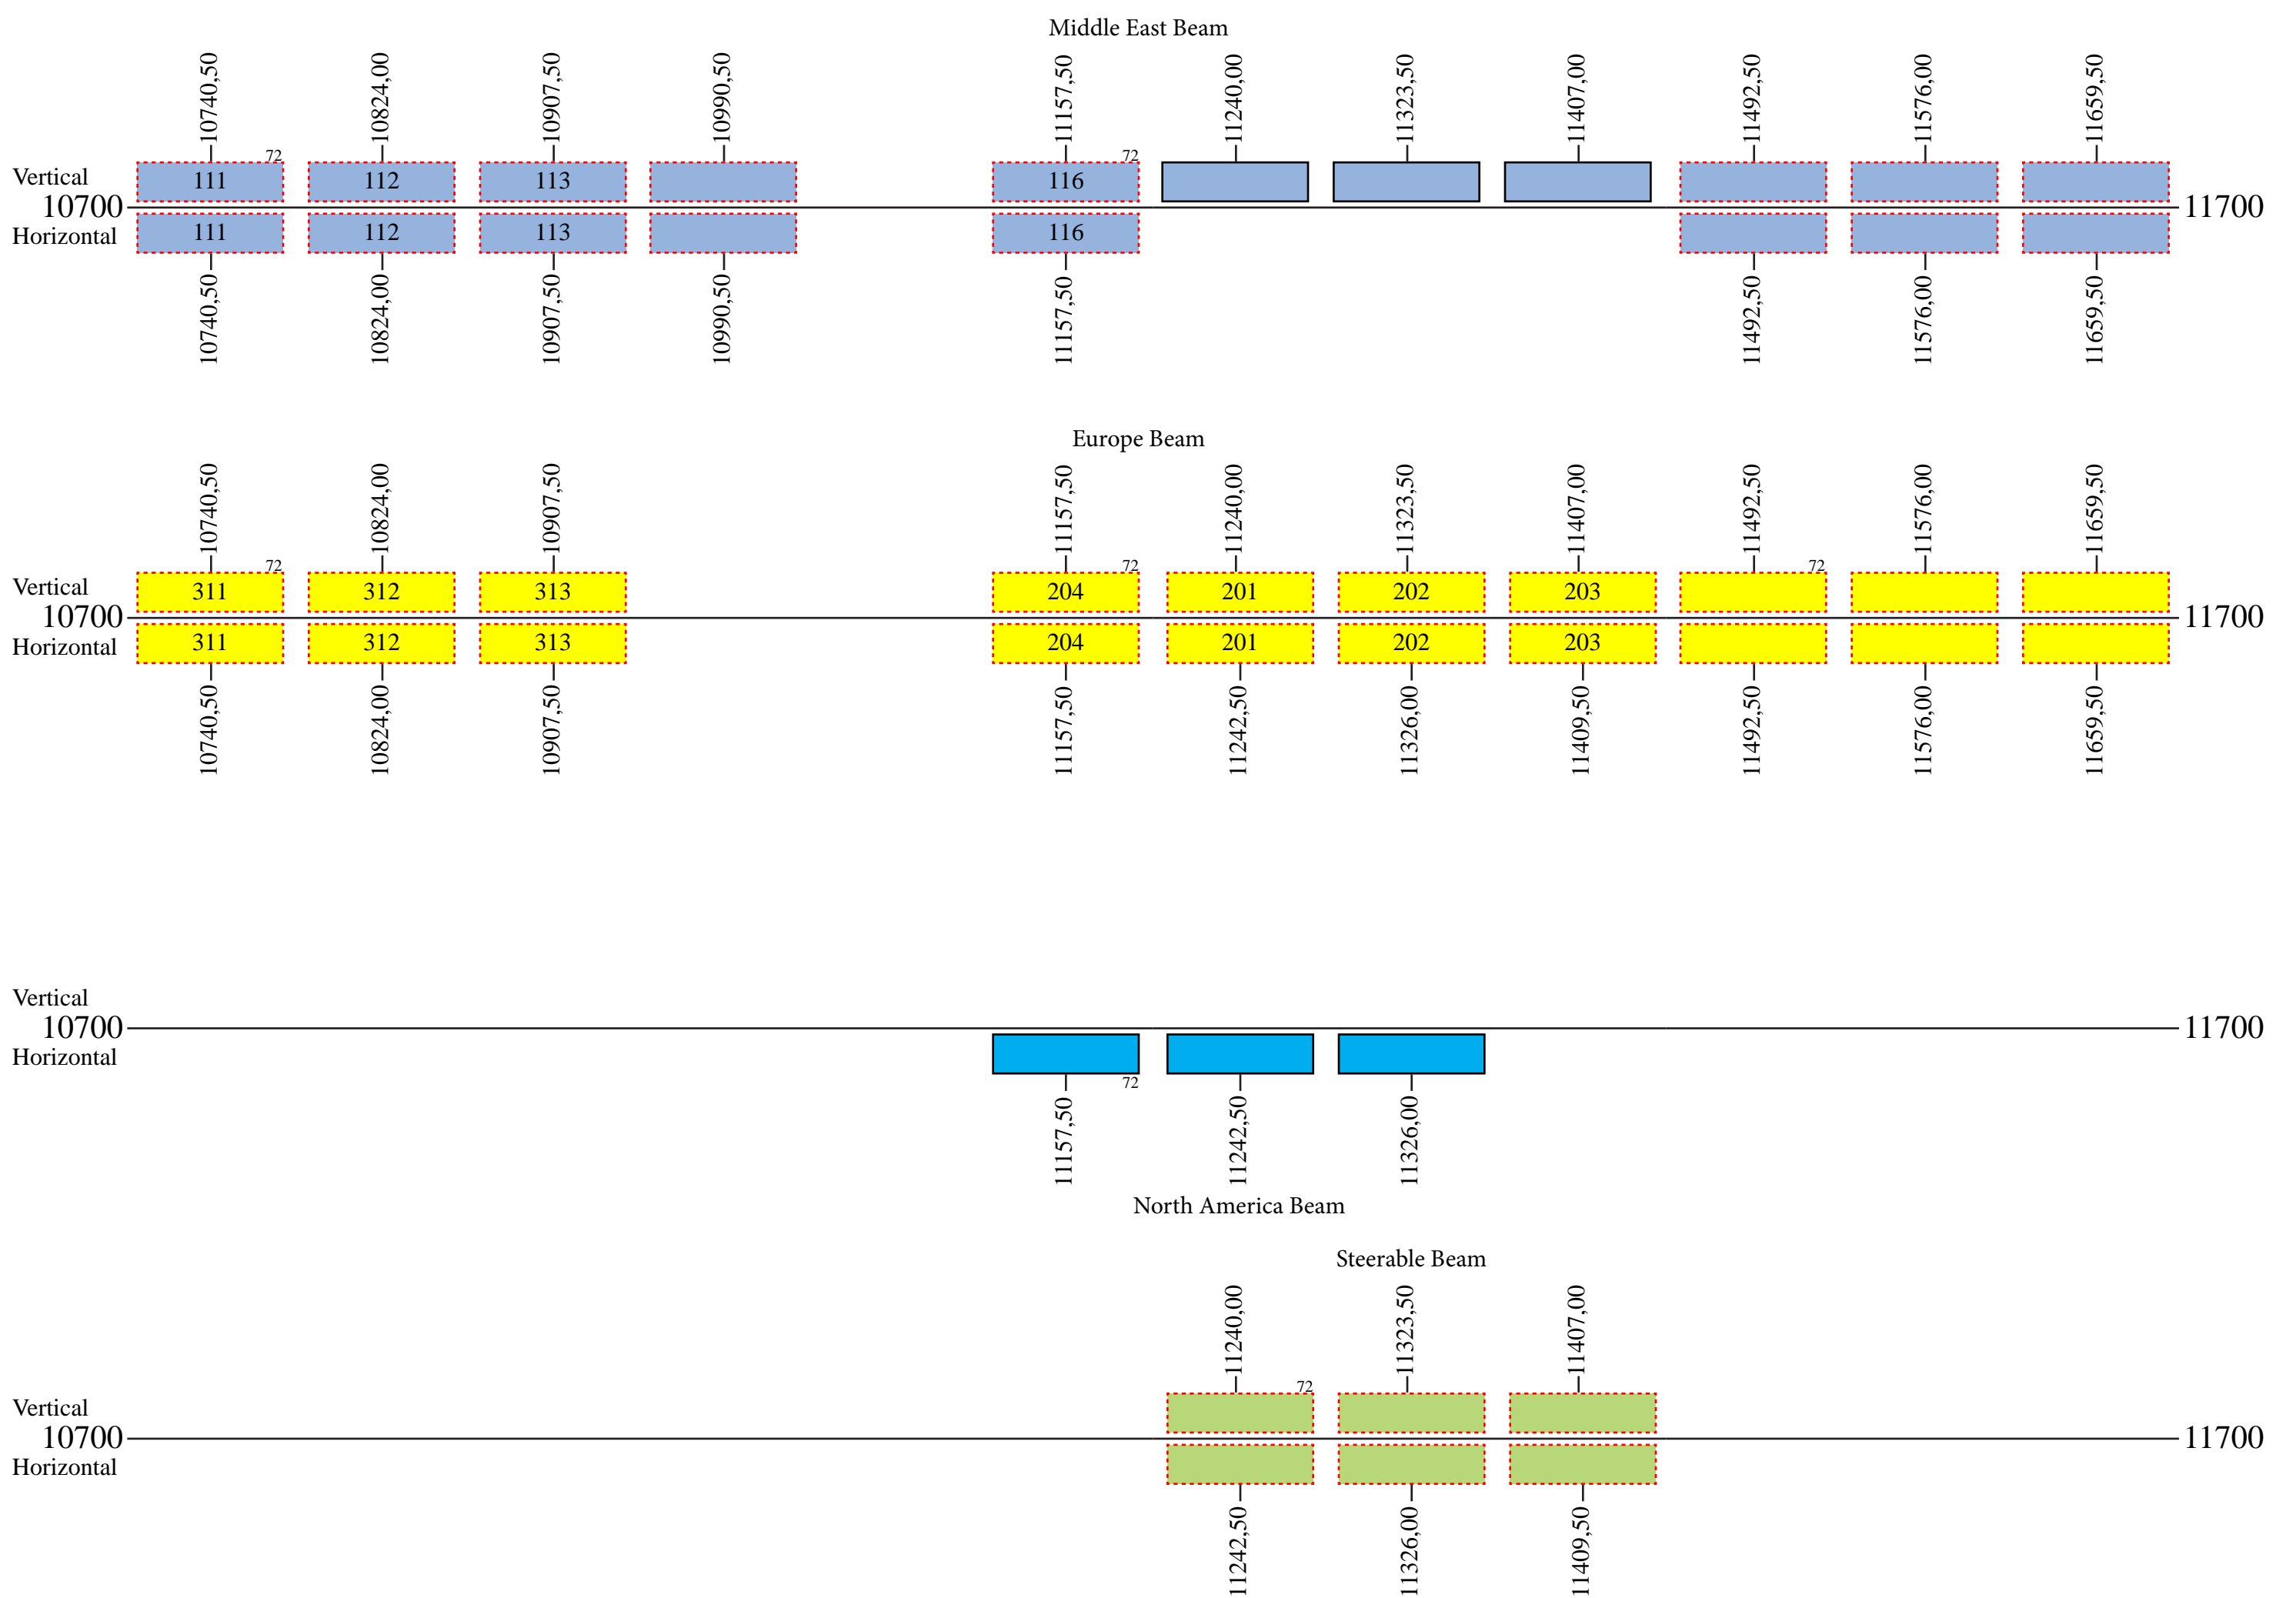 Middle East Beam
10740,50 10824,00 10907,50 10990,50 11157,50 11240,00 11323,50 11407,00 11492,50 11576,00 11659,50
72 72
Vertical 111 112 113 116
10700 11700
Horizontal 111 112 113 116
10740,50 10824,00 10907,50 10990,50 11157,50 11492,50 11576,00 11659,50
Europe Beam
10740,50 10824,00 10907,50 11157,50 11240,00 11323,50 11407,00 11492,50 11576,00 11659,50
72 72 72
Vertical 311 312 313 204 201 202 203
10700 11700
Horizontal 311 312 313 204 201 202 203
10740,50 10824,00 10907,50 11157,50 11242,50 11326,00 11409,50 11492,50 11576,00 11659,50
Vertical
10700 11700
Horizontal
72
11157,50 11242,50 11326,00
North America Beam
Steerable Beam
11240,00 11323,50 11407,00
72
Vertical
10700 11700
Horizontal
11242,50 11326,00 11409,50